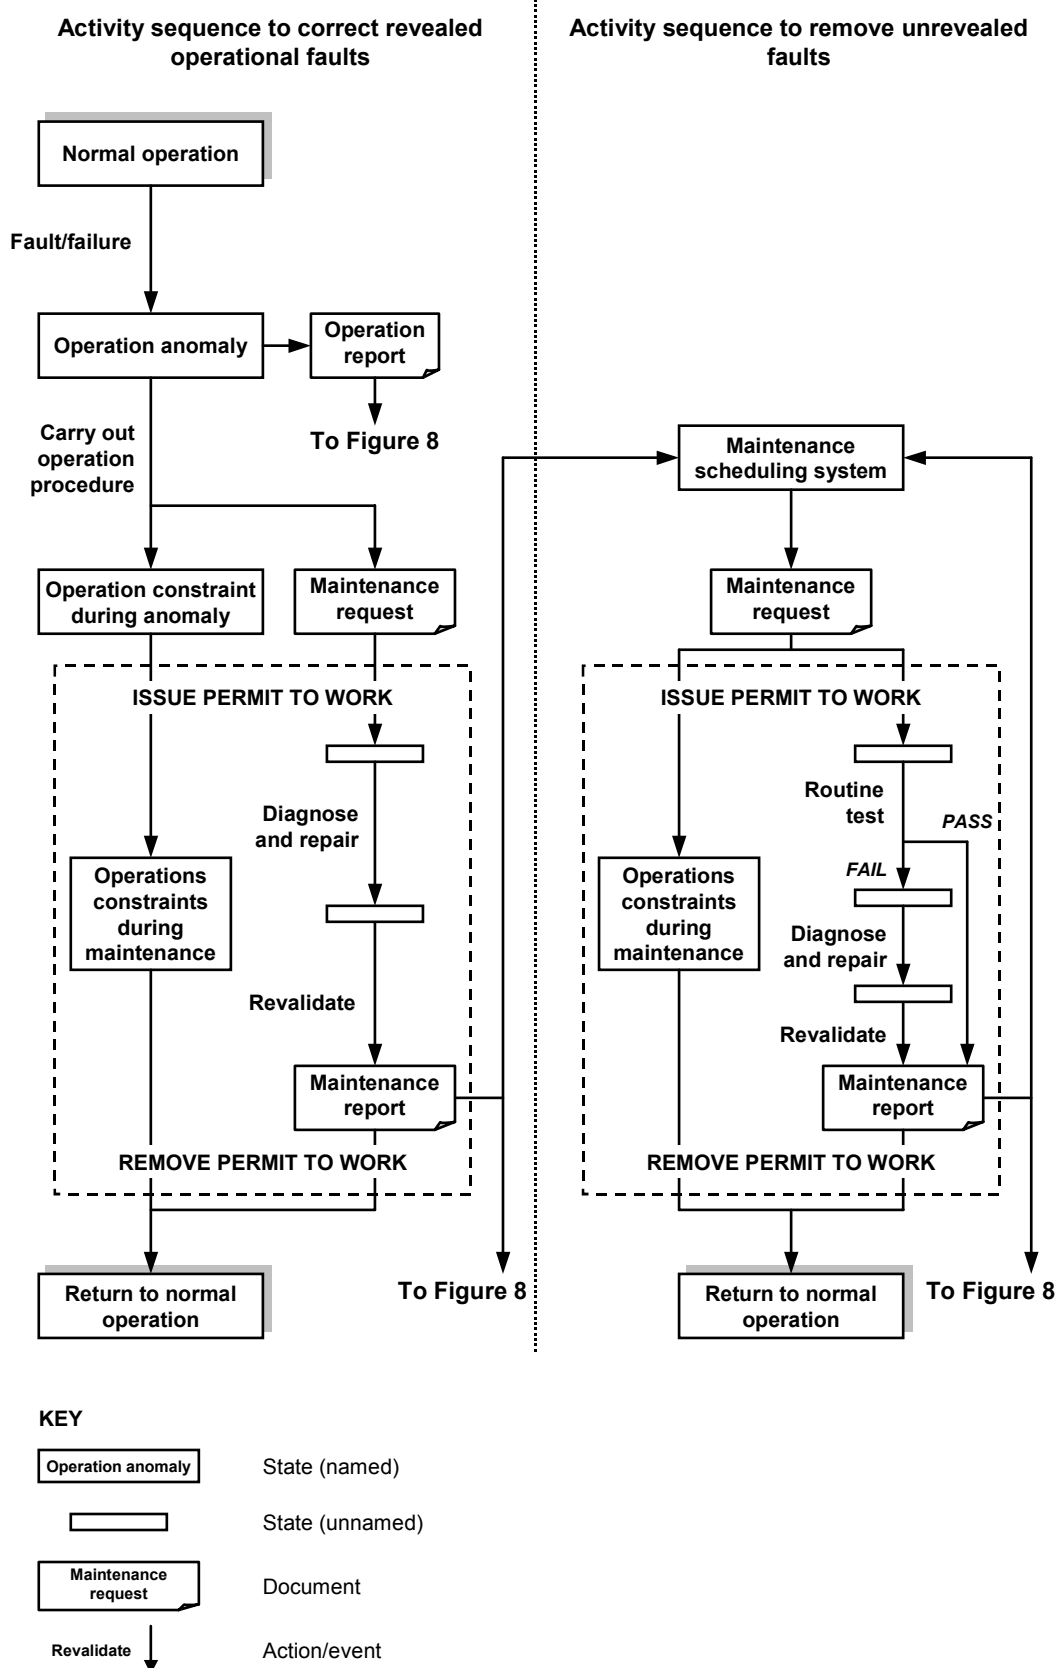 Activity sequence to correct revealed
operational faults
Activity sequence to remove unrevealed
faults
Normal operation
Fault/failure
Operation anomaly
Operation
report
To Figure 8
Carry out
operation
procedure
Operation constraint
during anomaly
Maintenance
request
ISSUE PERMIT TO WORK
Diagnose
and repair
Operations
constraints
during
maintenance
Revalidate
Maintenance
report
REMOVE PERMIT TO WORK
Return to normal
operation
To Figure 8
Maintenance
scheduling system
Maintenance
request
ISSUE PERMIT TO WORK
Routine
test
PASS
FAIL
Operations
constraints
during
maintenance
Diagnose
and repair
Revalidate
Maintenance
report
REMOVE PERMIT TO WORK
Return to normal
operation
To Figure 8
KEY
Operation anomaly
State (named)
State (unnamed)
Maintenance
request
Document
Revalidate
Action/event